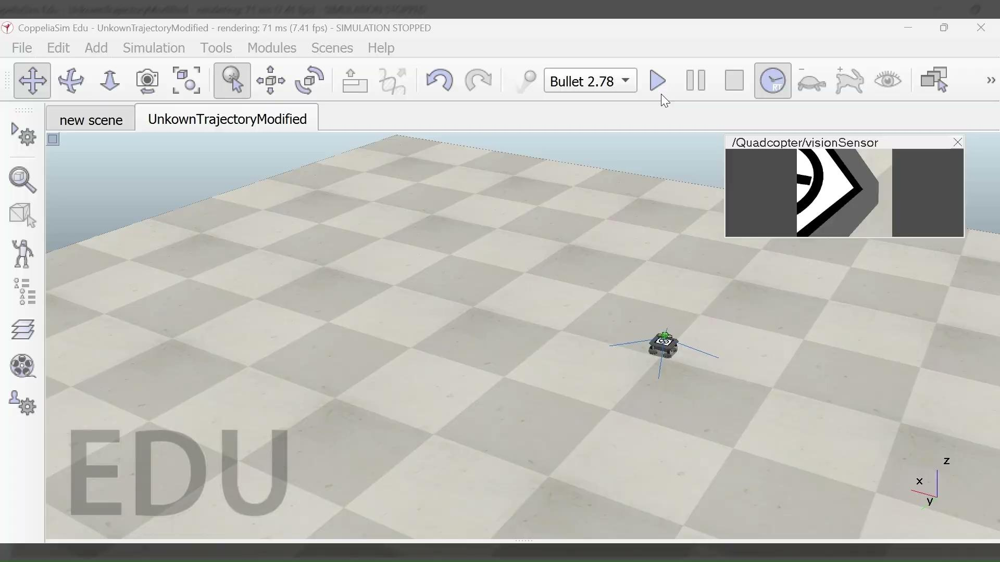 CoppeliaSim Edu - UnkownTrajectoryModified - rendering: 71 ms (7.41 fps) - SIMULATION STOPPED
File Edit Add Simulation Tools Modules Scenes Help
Bullet 2.78
RT
new scene
UnkownTrajectoryModified
/Quadcopter/visionSensor
EDU
z
x
y